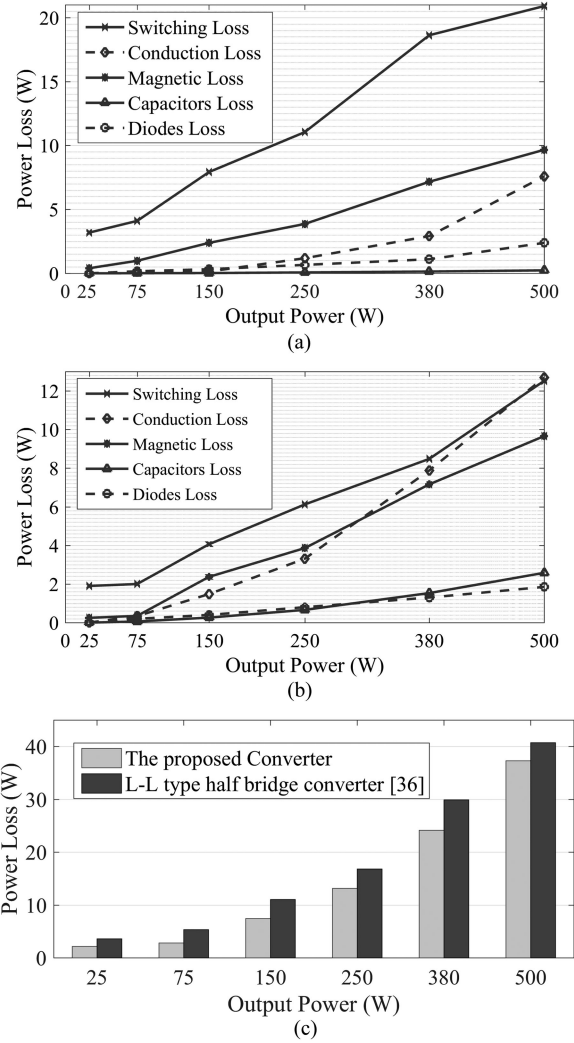 20
15
10
5
0
Power Loss (W)
Switching Loss
Conduction Loss
Magnetic Loss
Capacitors Loss
Diodes Loss
0 25 75 150 250 380 500
Output Power (W)
(a)
12
10
8
6
4
2
0
Power Loss (W)
Switching Loss
Conduction Loss
Magnetic Loss
Capacitors Loss
Diodes Loss
0 25 75 150 250 380 500
Output Power (W)
(b)
40
30
20
10
0
Power Loss (W)
The proposed Converter
L-L type half bridge converter [36]
25 75 150 250 380 500
Output Power (W)
(c)